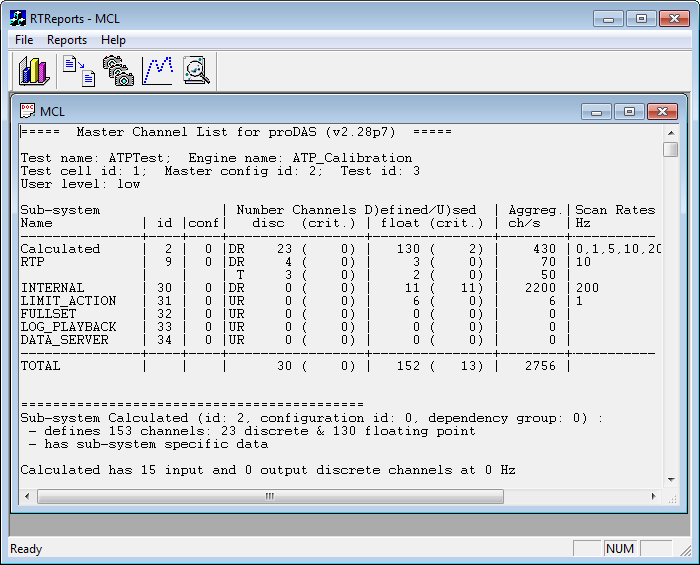 RTReports - MCL
File Reports Help
MCL
===== Master Channel List for proDAS (v2.28p7) =====
Test name: ATPTest; Engine name: ATP_Calibration
Test cell id: 1; Master config id: 2; Test id: 3
User level: low
Sub-system | Number Channels D)efined/U)sed | Aggreg.|Scan Rates
Name | id |conf| disc (crit.) | float (crit.) | ch/s |Hz
---------------+----+----+-----------------+----------------+--------+-----------
Calculated | 2 | 0 |DR 23 ( 0) | 130 ( 2) | 430 |0,1,5,10,20
RTP | 9 | 0 |DR 4 ( 0) | 3 ( 0) | 70 |10
| | | T 3 ( 0) | 2 ( 0) | 50 |
INTERNAL | 30 | 0 |DR 0 ( 0) | 11 ( 11) | 2200 |200
LIMIT_ACTION | 31 | 0 |UR 0 ( 0) | 6 ( 0) | 6 |1
FULLSET | 32 | 0 |UR 0 ( 0) | 0 ( 0) | 0 |
LOG_PLAYBACK | 33 | 0 |UR 0 ( 0) | 0 ( 0) | 0 |
DATA_SERVER | 34 | 0 |UR 0 ( 0) | 0 ( 0) | 0 |
---------------+----+----+-----------------+----------------+--------+-----------
TOTAL | | | 30 ( 0) | 152 ( 13) | 2756 |
===========================================
Sub-system Calculated (id: 2, configuration id: 0, dependency group: 0) :
- defines 153 channels: 23 discrete & 130 floating point
- has sub-system specific data
Calculated has 15 input and 0 output discrete channels at 0 Hz
Ready NUM